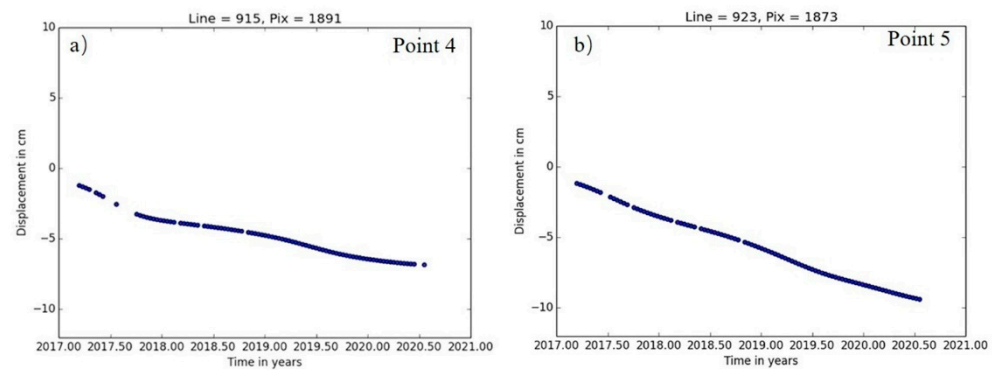 Line = 915, Pix = 1891
a)
Point 4
10
5
0
−5
−10
Displacement in cm
2017.00 2017.50 2018.00 2018.50 2019.00 2019.50 2020.00 2020.50 2021.00
Time in years
Line = 923, Pix = 1873
b)
Point 5
10
5
0
−5
−10
Displacement in cm
2017.00 2017.50 2018.00 2018.50 2019.00 2019.50 2020.00 2020.50 2021.00
Time in years